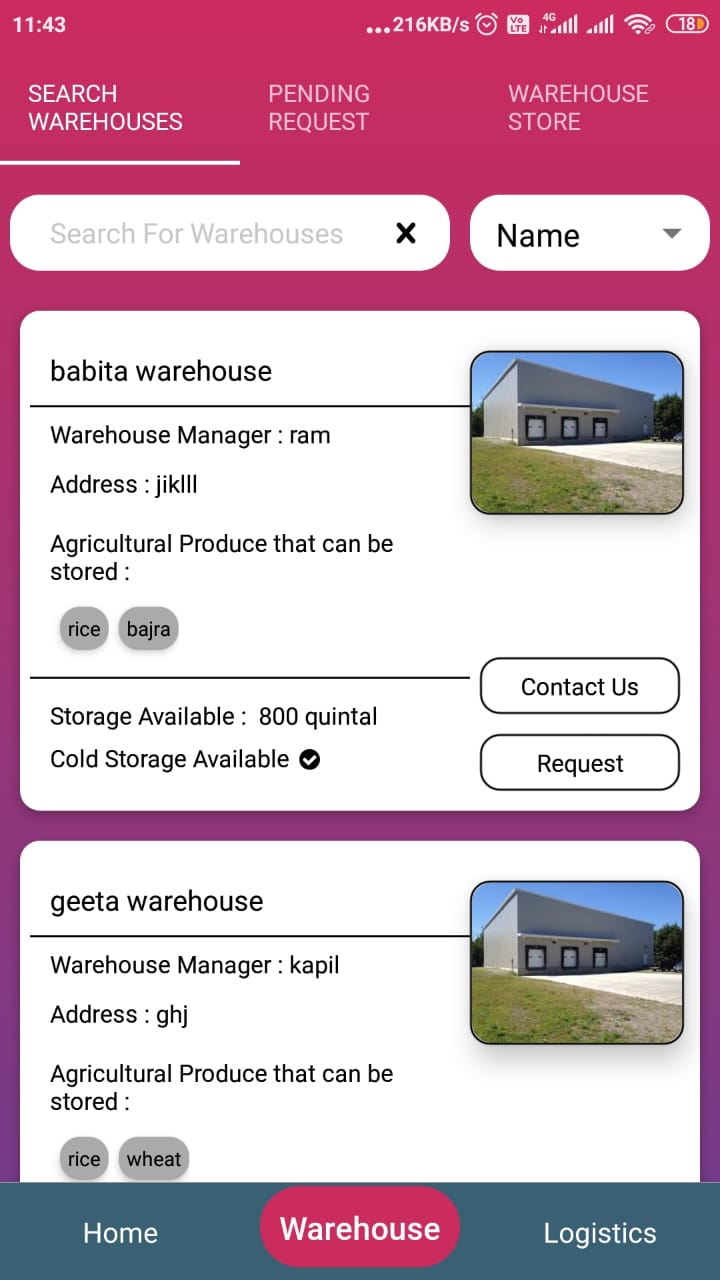 11:43
...216KB/s
Vo
LTE
4G
18
SEARCH
WAREHOUSES
PENDING
REQUEST
WAREHOUSE
STORE
Search For Warehouses
Name
babita warehouse
Warehouse Manager : ram
Address : jiklll
Agricultural Produce that can be
stored :
rice bajra
Contact Us
Storage Available : 800 quintal
Cold Storage Available
Request
geeta warehouse
Warehouse Manager : kapil
Address : ghj
Agricultural Produce that can be
stored :
rice wheat
Home Warehouse Logistics